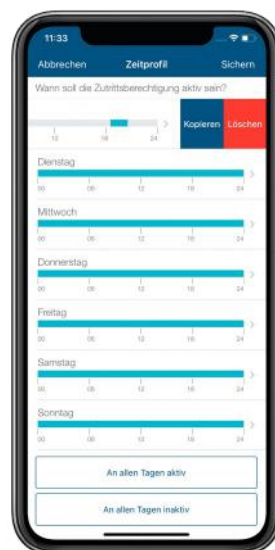 11:33
Abbrechen Zeitprofil Sichern
Wann soll die Zutrittsberechtigung aktiv sein?
12 18 24 Kopieren Löschen
Dienstag
00 06 12 18 24
Mittwoch
00 06 12 18 24
Donnerstag
00 06 12 18 24
Freitag
00 06 12 18 24
Samstag
00 06 12 18 24
Sonntag
00 06 12 18 24
An allen Tagen aktiv
An allen Tagen inaktiv